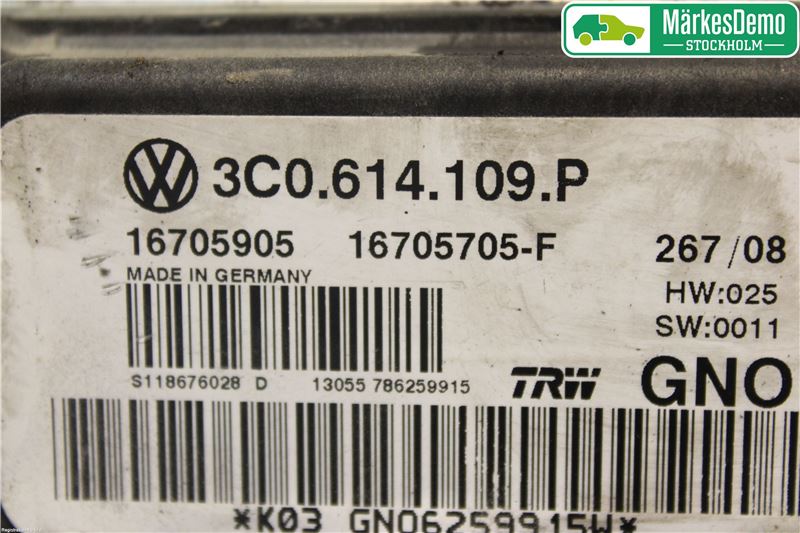 MärkesDemo
STOCKHOLM
3C0.614.109.P
16705905 16705705-F 267/08
MADE IN GERMANY HW:025
SW:0011
S118676028 D 13055 786259915 TRW GNO
*K03 GNO6259915W*